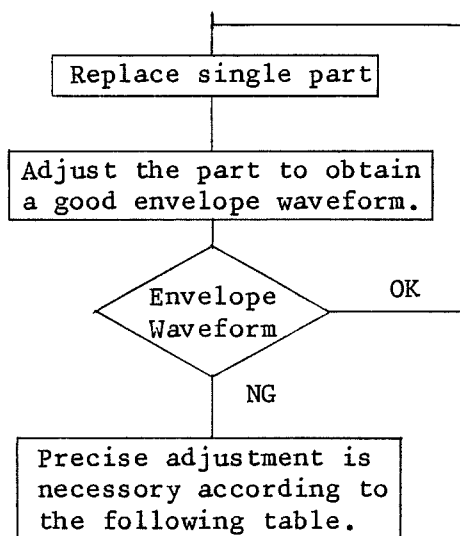 Replace single part
Adjust the part to obtain
a good envelope waveform.
Envelope
Waveform
OK
NG
Precise adjustment is
necessary according to
the following table.